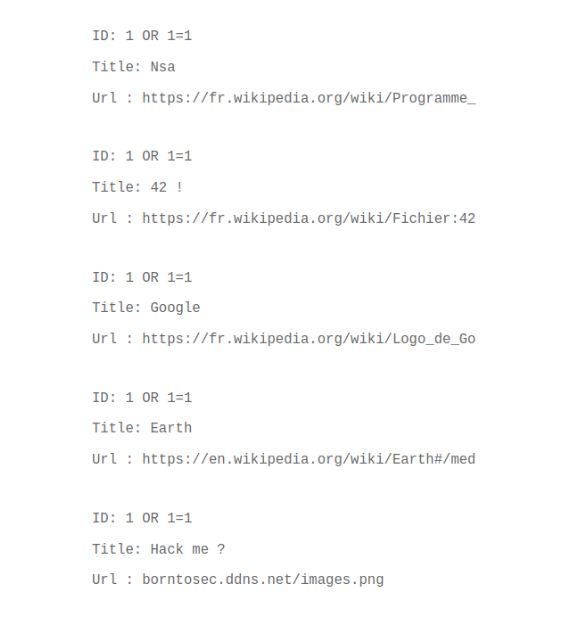 ID: 1 OR 1=1
Title: Nsa
Url : https://fr.wikipedia.org/wiki/Programme_
ID: 1 OR 1=1
Title: 42 !
Url : https://fr.wikipedia.org/wiki/Fichier:42
ID: 1 OR 1=1
Title: Google
Url : https://fr.wikipedia.org/wiki/Logo_de_Go
ID: 1 OR 1=1
Title: Earth
Url : https://en.wikipedia.org/wiki/Earth#/med
ID: 1 OR 1=1
Title: Hack me ?
Url : borntosec.ddns.net/images.png